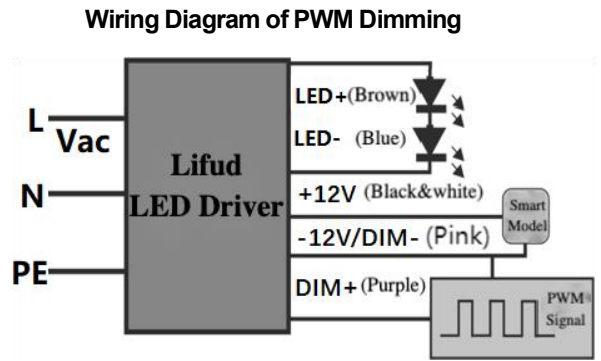 Wiring Diagram of PWM Dimming
L
Vac
N
PE
Lifud
LED Driver
LED+(Brown)
LED- (Blue)
+12V (Black&white)
-12V/DIM- (Pink)
DIM+(Purple)
Smart
Model
PWM
Signal